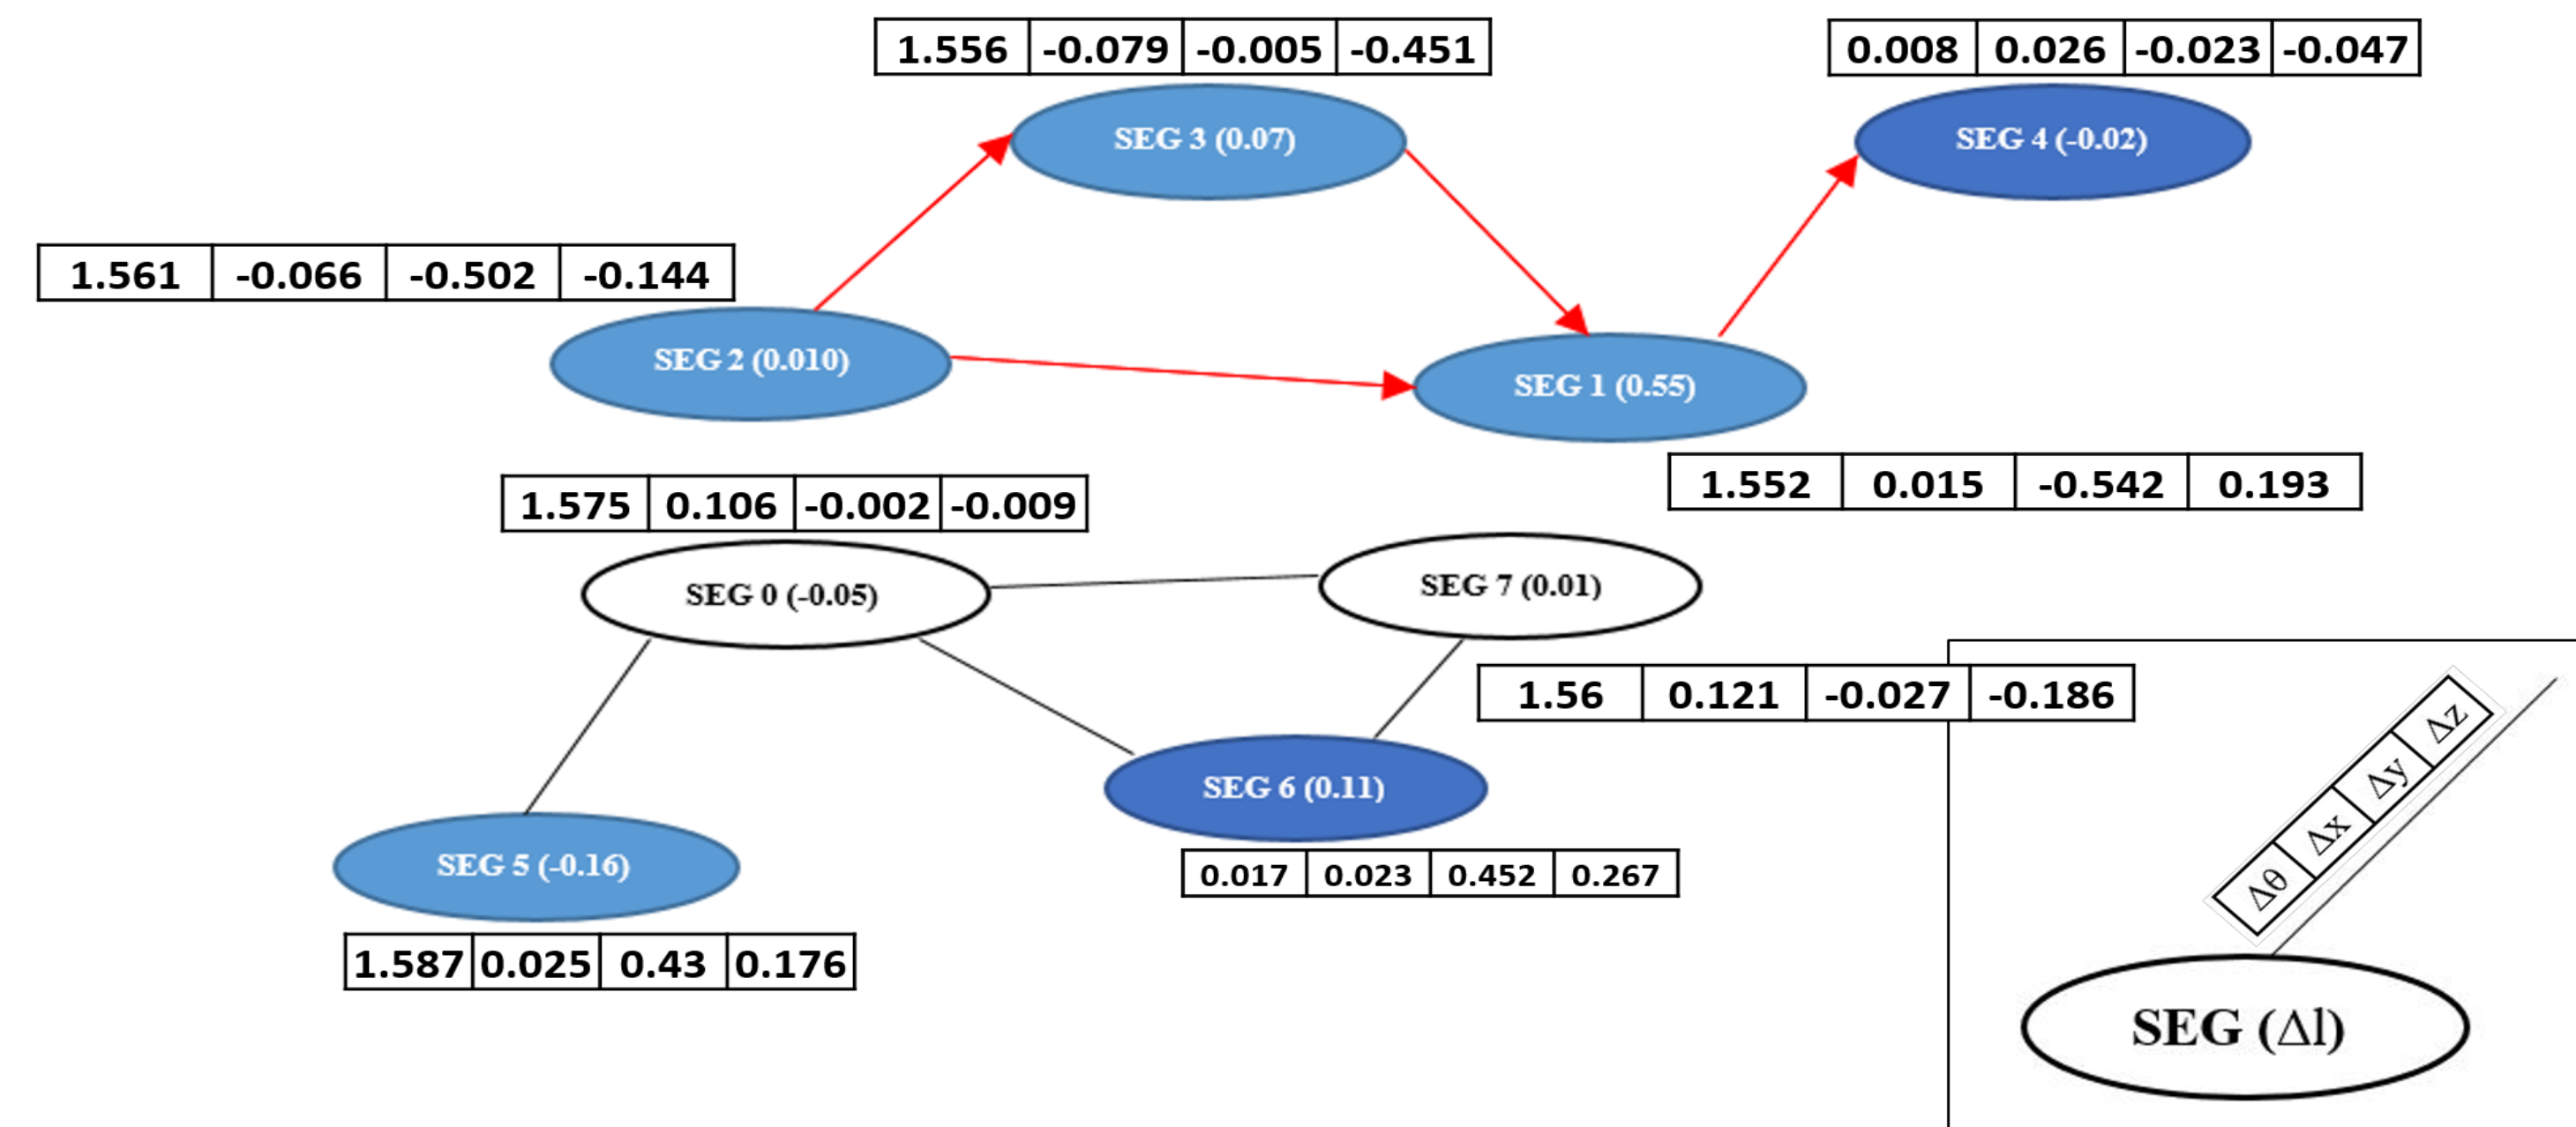 1.556 -0.079 -0.005 -0.451
0.008 0.026 -0.023 -0.047
SEG 3 (0.07)
SEG 4 (-0.02)
1.561 -0.066 -0.502 -0.144
SEG 2 (0.010)
SEG 1 (0.55)
1.552 0.015 -0.542 0.193
1.575 0.106 -0.002 -0.009
SEG 0 (-0.05)
SEG 7 (0.01)
1.56 0.121 -0.027 -0.186
SEG 6 (0.11)
0.017 0.023 0.452 0.267
SEG 5 (-0.16)
1.587 0.025 0.43 0.176
Δθ Δx Δy Δz
SEG (Δl)